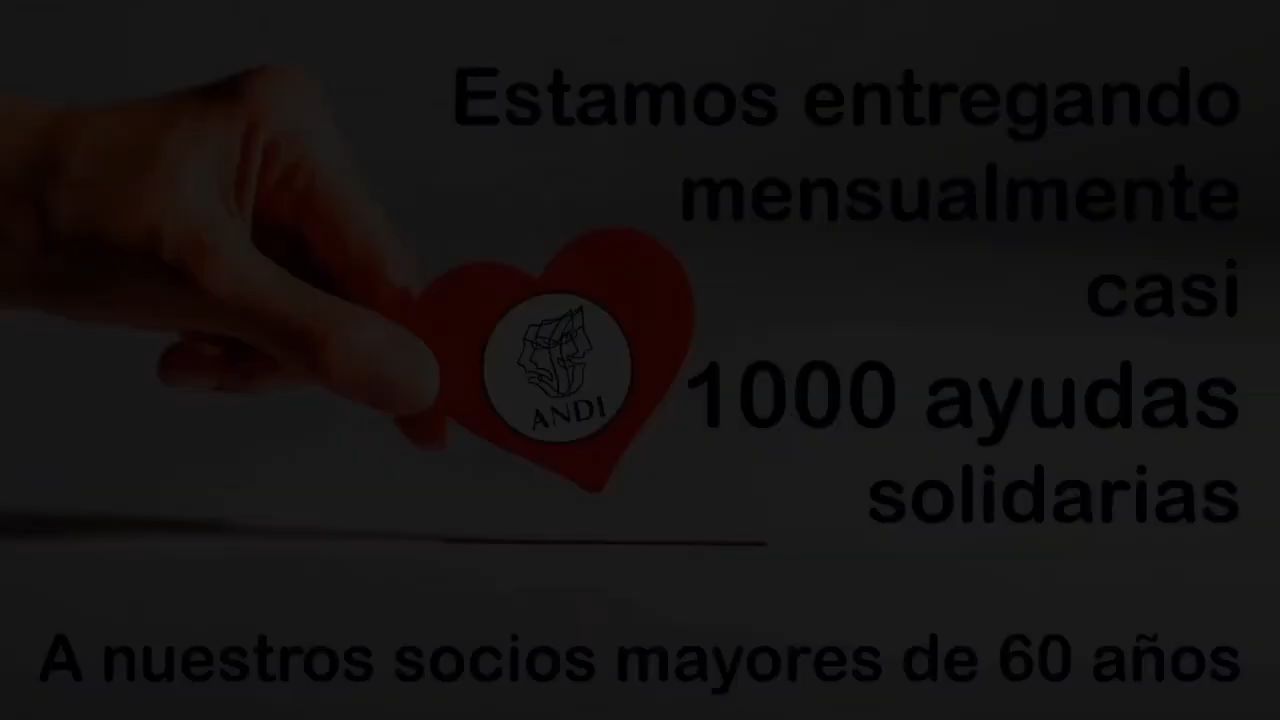 Estamos entregando
mensualmente
casi
1000 ayudas
solidarias
ANDI
A nuestros socios mayores de 60 años